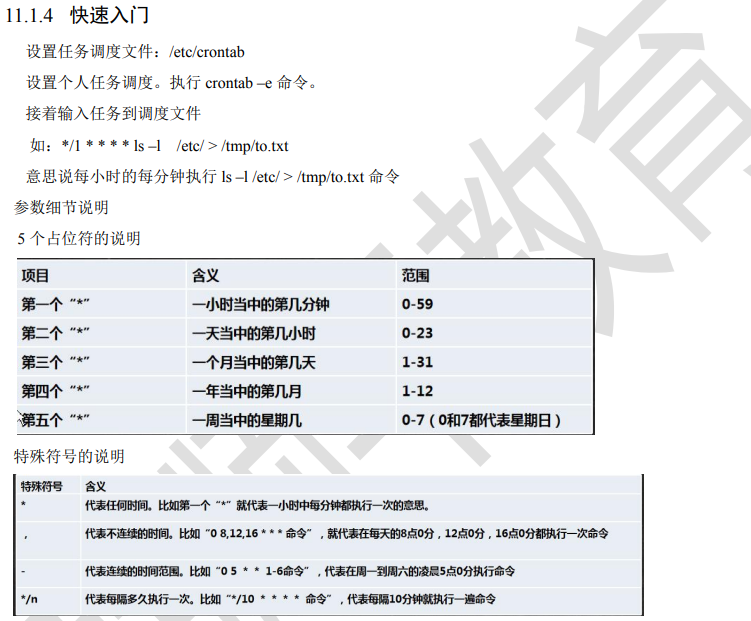 11.1.4 快速入门
设置任务调度文件：/etc/crontab
设置个人任务调度。执行 crontab –e 命令。
接着输入任务到调度文件
如：*/1 * * * * ls –l /etc/ > /tmp/to.txt
意思说每小时的每分钟执行 ls –l /etc/ > /tmp/to.txt 命令
参数细节说明
5 个占位符的说明
项目 含义 范围
第一个“*” 一小时当中的第几分钟 0-59
第二个“*” 一天当中的第几小时 0-23
第三个“*” 一个月当中的第几天 1-31
第四个“*” 一年当中的第几月 1-12
第五个“*” 一周当中的星期几 0-7（0和7都代表星期日）
特殊符号的说明
特殊符号 含义
* 代表任何时间。比如第一个“*”就代表一小时中每分钟都执行一次的意思。
， 代表不连续的时间。比如“0 8,12,16 * * * 命令”，就代表在每天的8点0分，12点0分，16点0分都执行一次命令
- 代表连续的时间范围。比如“0 5 * * 1-6命令”，代表在周一到周六的凌晨5点0分执行命令
*/n 代表每隔多久执行一次。比如“*/10 * * * * 命令”，代表每隔10分钟就执行一遍命令
教育